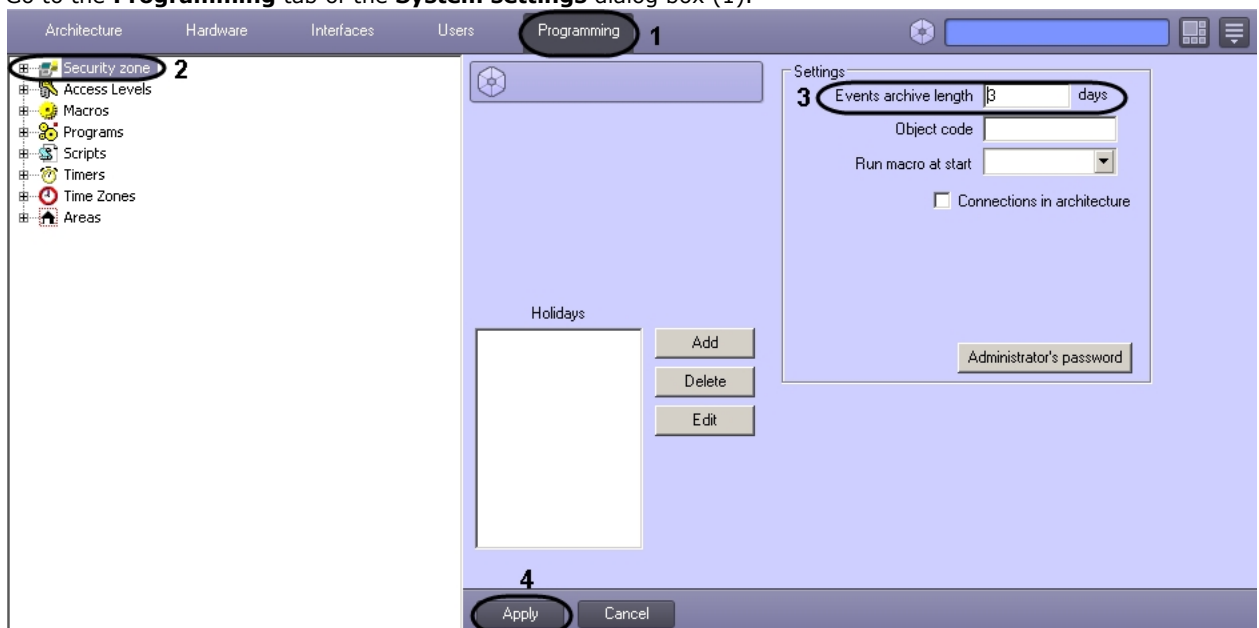 Go to the Programming tab of the System settings dialog box (1).
Architecture Hardware Interfaces Users Programming 1
Security zone 2
Access Levels
Macros
Programs
Scripts
Timers
Time Zones
Areas
Settings
3 Events archive length 3 days
Object code
Run macro at start
Connections in architecture
Administrator's password
Holidays
Add
Delete
Edit
4
Apply Cancel